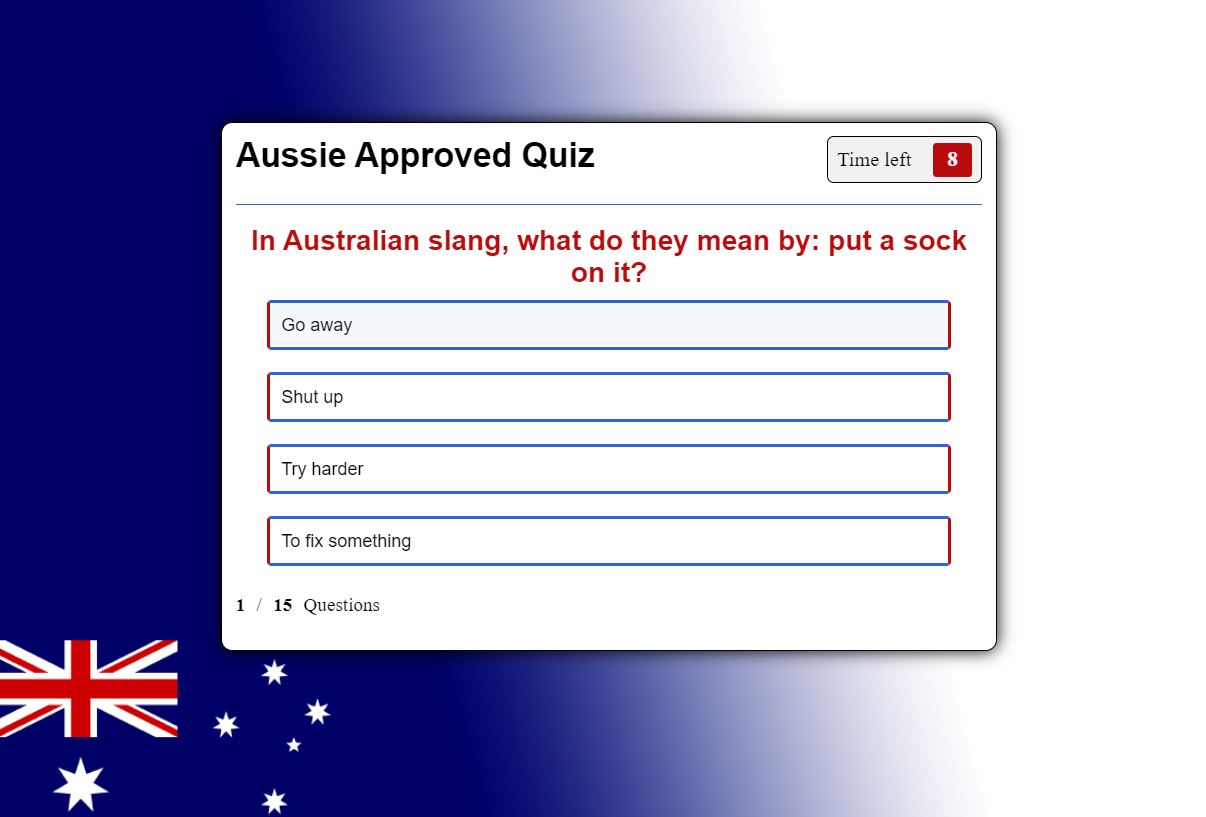 Aussie Approved Quiz
Time left 8
In Australian slang, what do they mean by: put a sock
on it?
Go away
Shut up
Try harder
To fix something
1 / 15 Questions